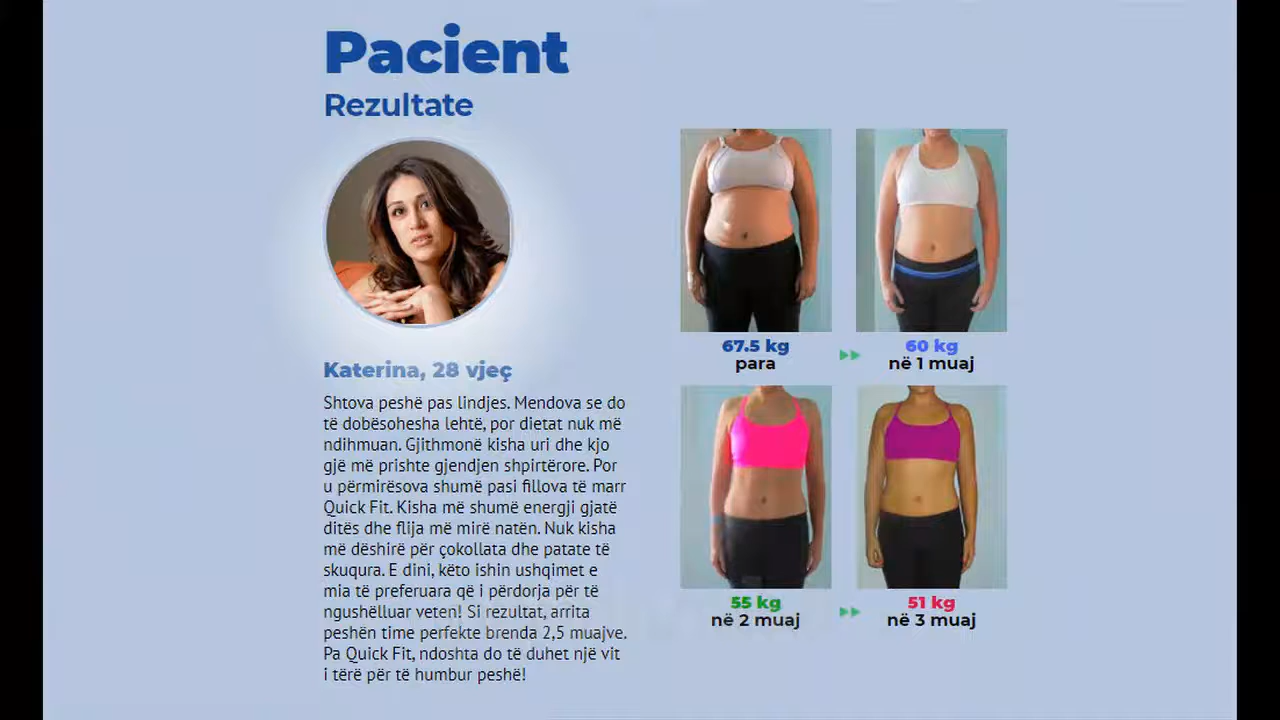 Pacient
Rezultate
Katerina, 28 vjeç
Shtova peshë pas lindjes. Mendova se do
të dobësohesha lehtë, por dietat nuk më
ndihmuan. Gjithmonë kisha uri dhe kjo
gjë më prishte gjendjen shpirtërore. Por
u përmirësova shumë pasi fillova të marr
Quick Fit. Kisha më shumë energji gjatë
ditës dhe flija më mirë natën. Nuk kisha
më dëshirë për çokollata dhe patate të
skuqura. E dini, këto ishin ushqimet e
mia të preferuara që i përdorja për të
ngushëlluar veten! Si rezultat, arrita
peshën time perfekte brenda 2,5 muajve.
Pa Quick Fit, ndoshta do të duhet një vit
i tërë për të humbur peshë!
67.5 kg
para
60 kg
në 1 muaj
55 kg
në 2 muaj
51 kg
në 3 muaj